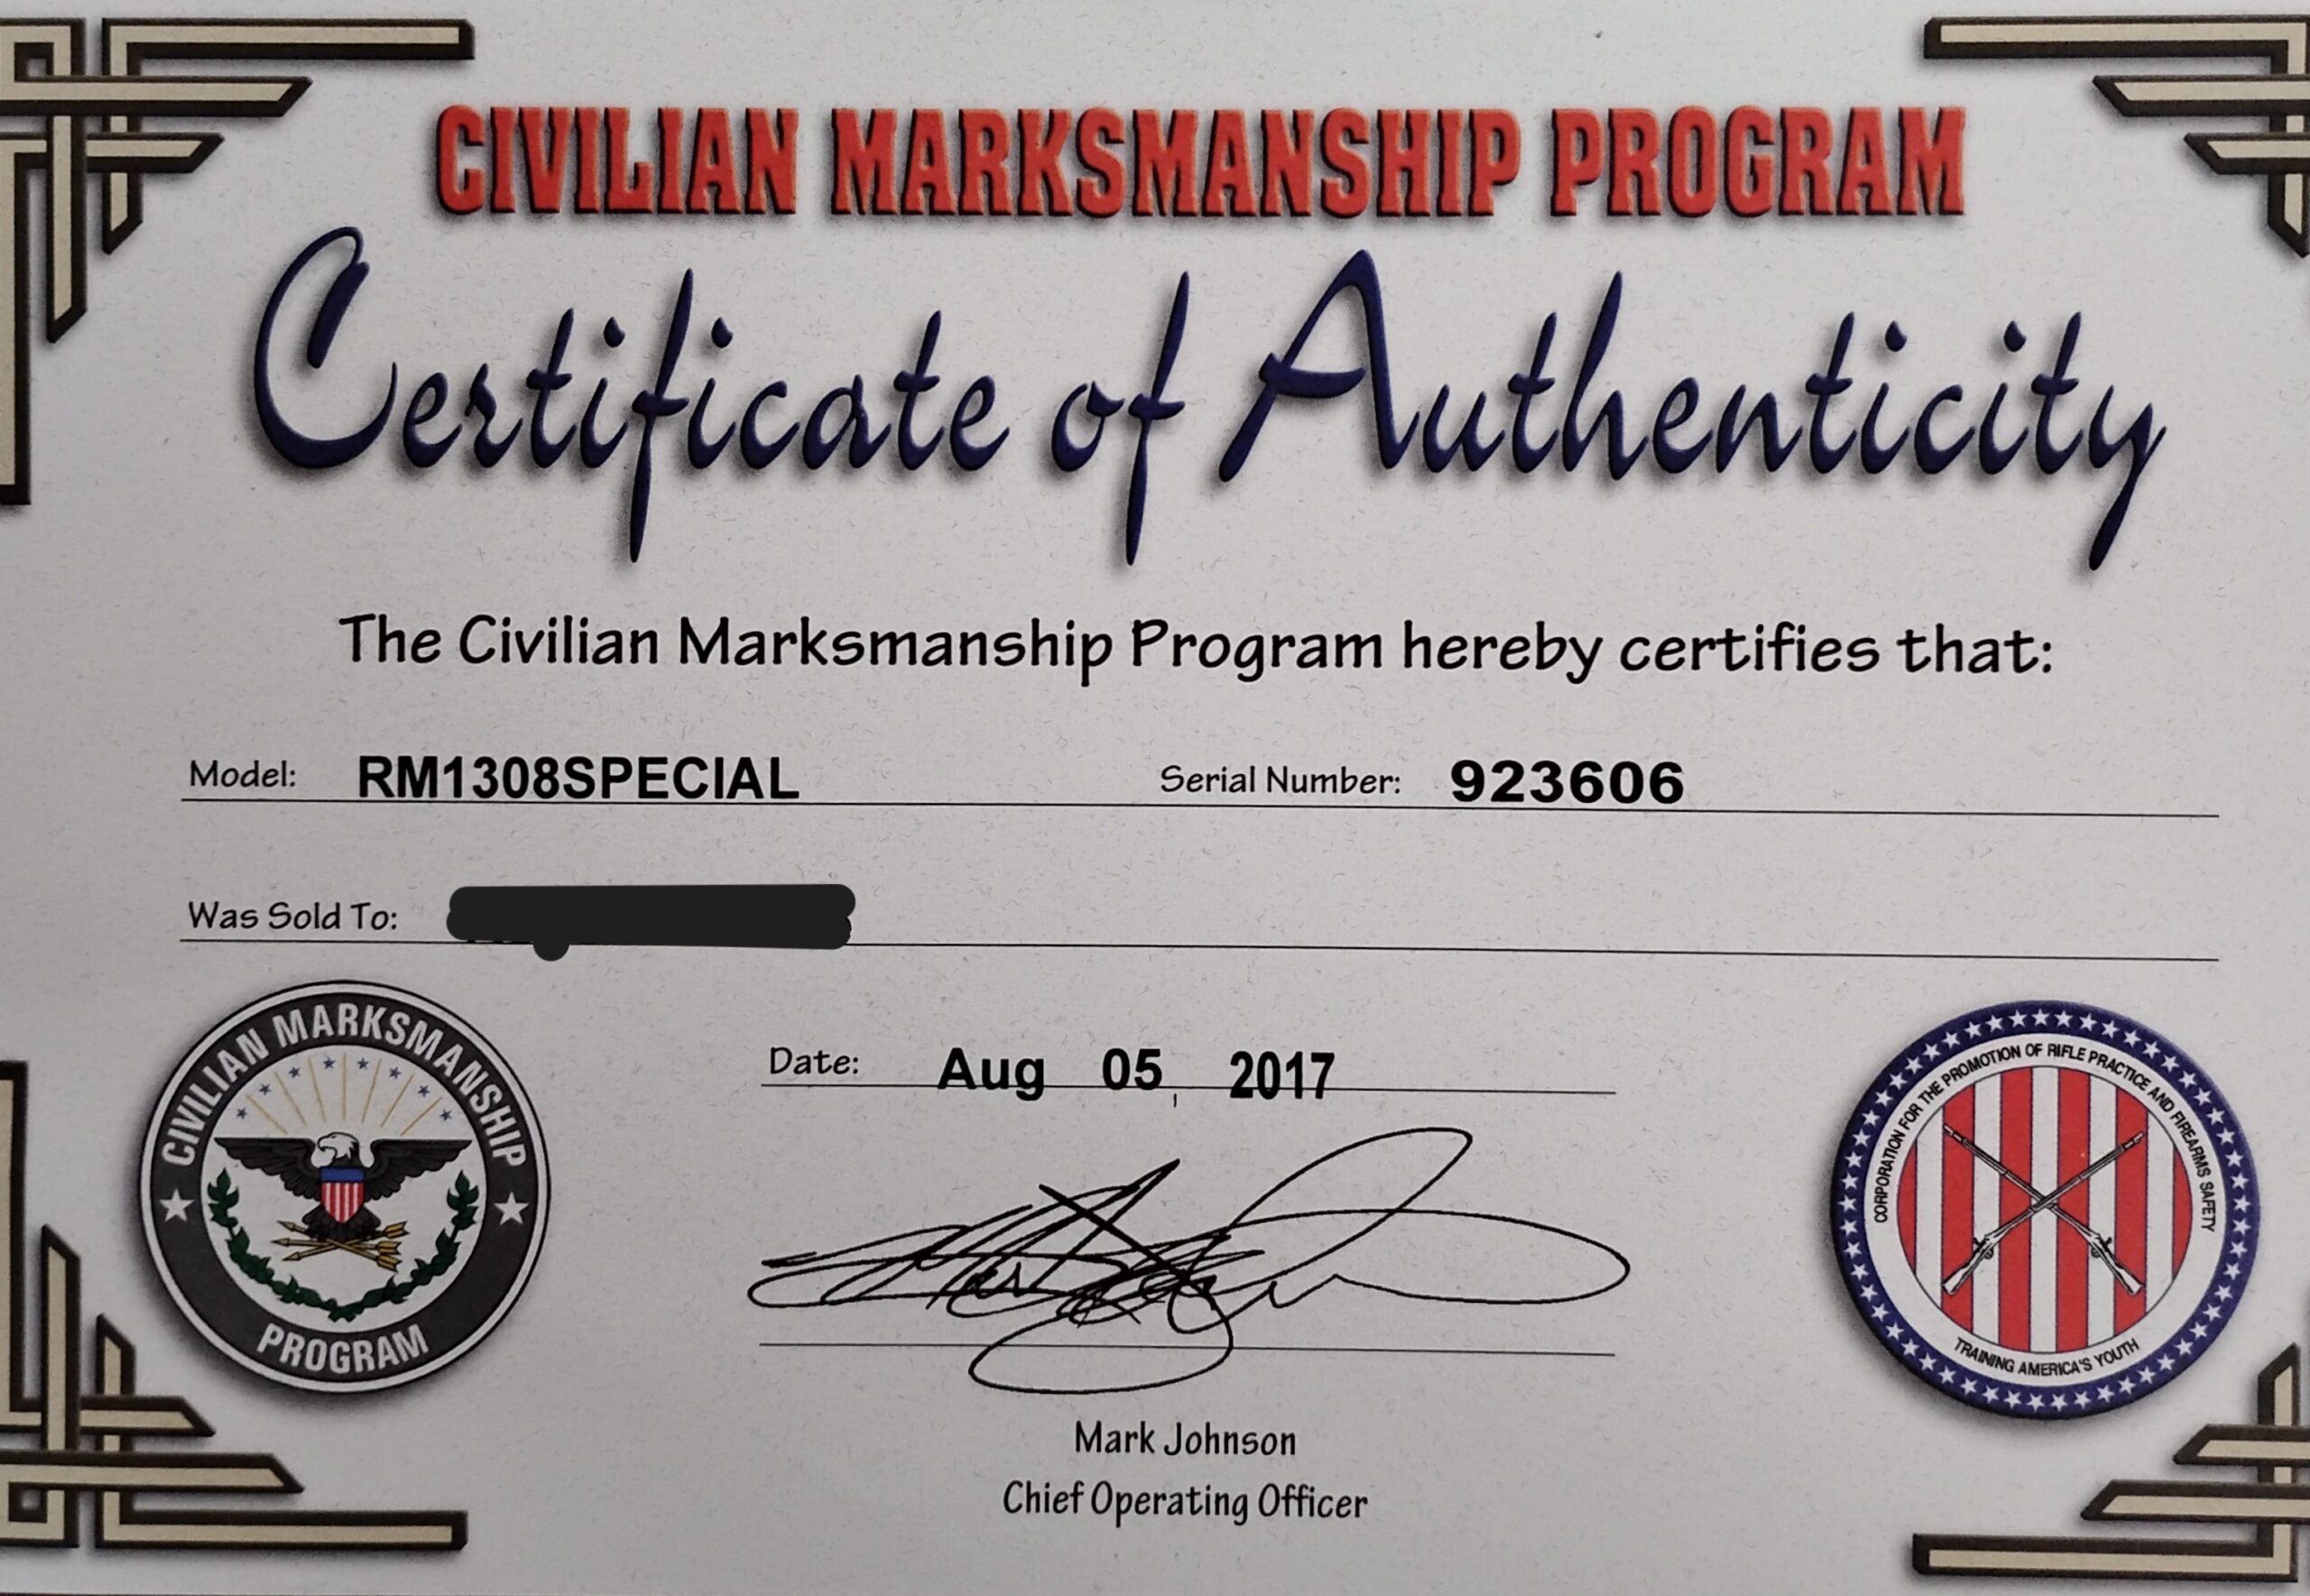 CIVILIAN MARKSMANSHIP PROGRAM
Certificate of Authenticity
The Civilian Marksmanship Program hereby certifies that:
Model: RM1308SPECIAL Serial Number: 923606
Was Sold To:
CIVILIAN MARKSMANSHIP
PROGRAM
Date: Aug 05, 2017
CORPORATION FOR THE PROMOTION OF RIFLE PRACTICE AND FIREARMS SAFETY
TRAINING AMERICA'S YOUTH
Mark Johnson
Chief Operating Officer